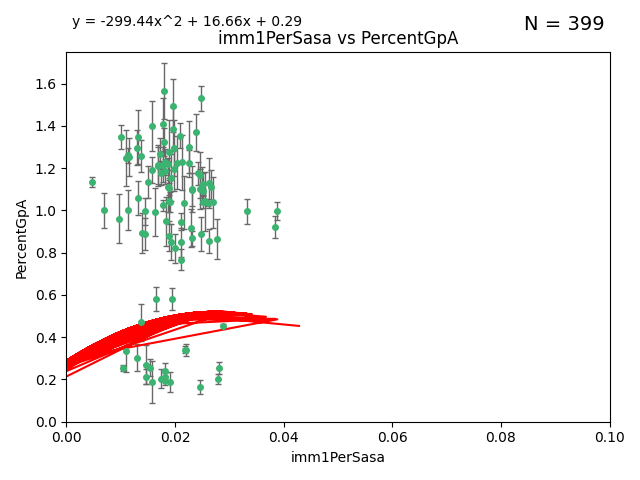 y = -299.44x^2 + 16.66x + 0.29
N = 399
imm1PerSasa vs PercentGpA
PercentGpA
1.6
1.4
1.2
1.0
0.8
0.6
0.4
0.2
0.0
0.00 0.02 0.04 0.06 0.08 0.10
imm1PerSasa